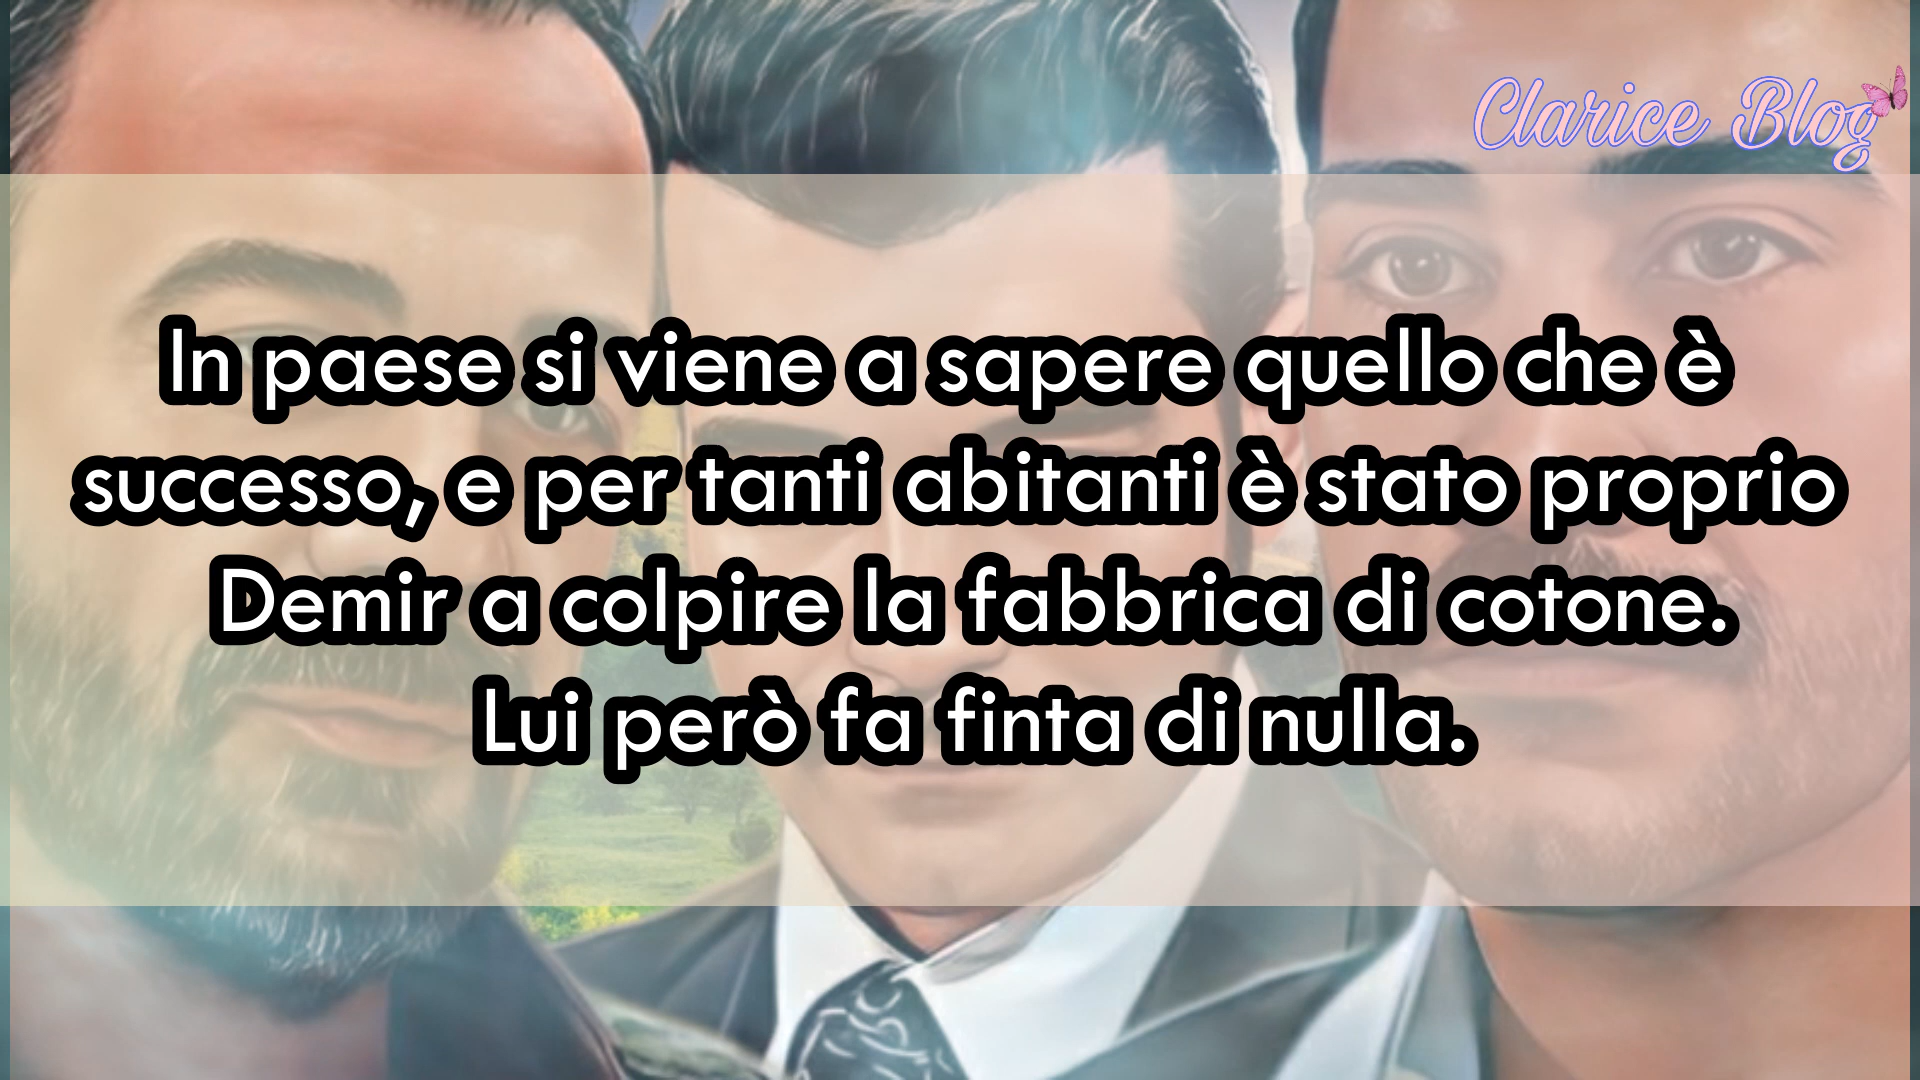 Clarice Blog
In paese si viene a sapere quello che è
successo, e per tanti abitanti è stato proprio
Demir a colpire la fabbrica di cotone.
Lui però fa finta di nulla.